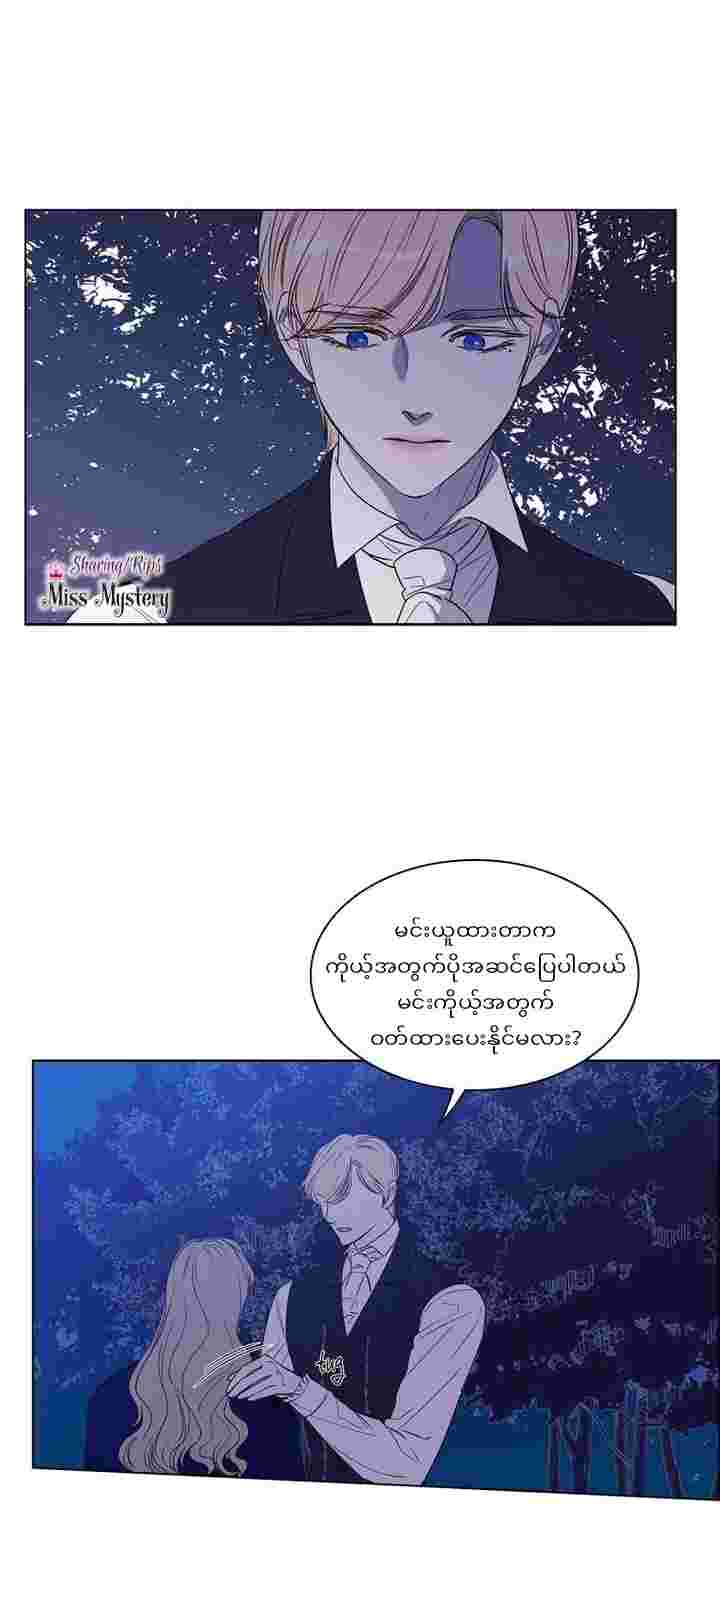 Sharing/Rips
Miss Mystery
မင်းယူထားတာက
ကိုယ့်အတွက်ပိုအဆင်ပြေပါတယ်
မင်းကိုယ့်အတွက်
ဝတ်ထားပေးနိုင်မလား?
tug